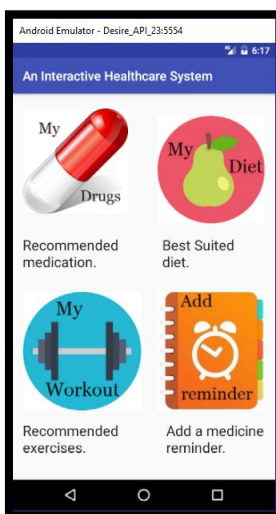 Android Emulator - Desire_API_23:5554
6:17
An Interactive Healthcare System
My
Drugs
My
Diet
Recommended
medication.
Best Suited
diet.
My
Workout
Add
reminder
Recommended
exercises.
Add a medicine
reminder.